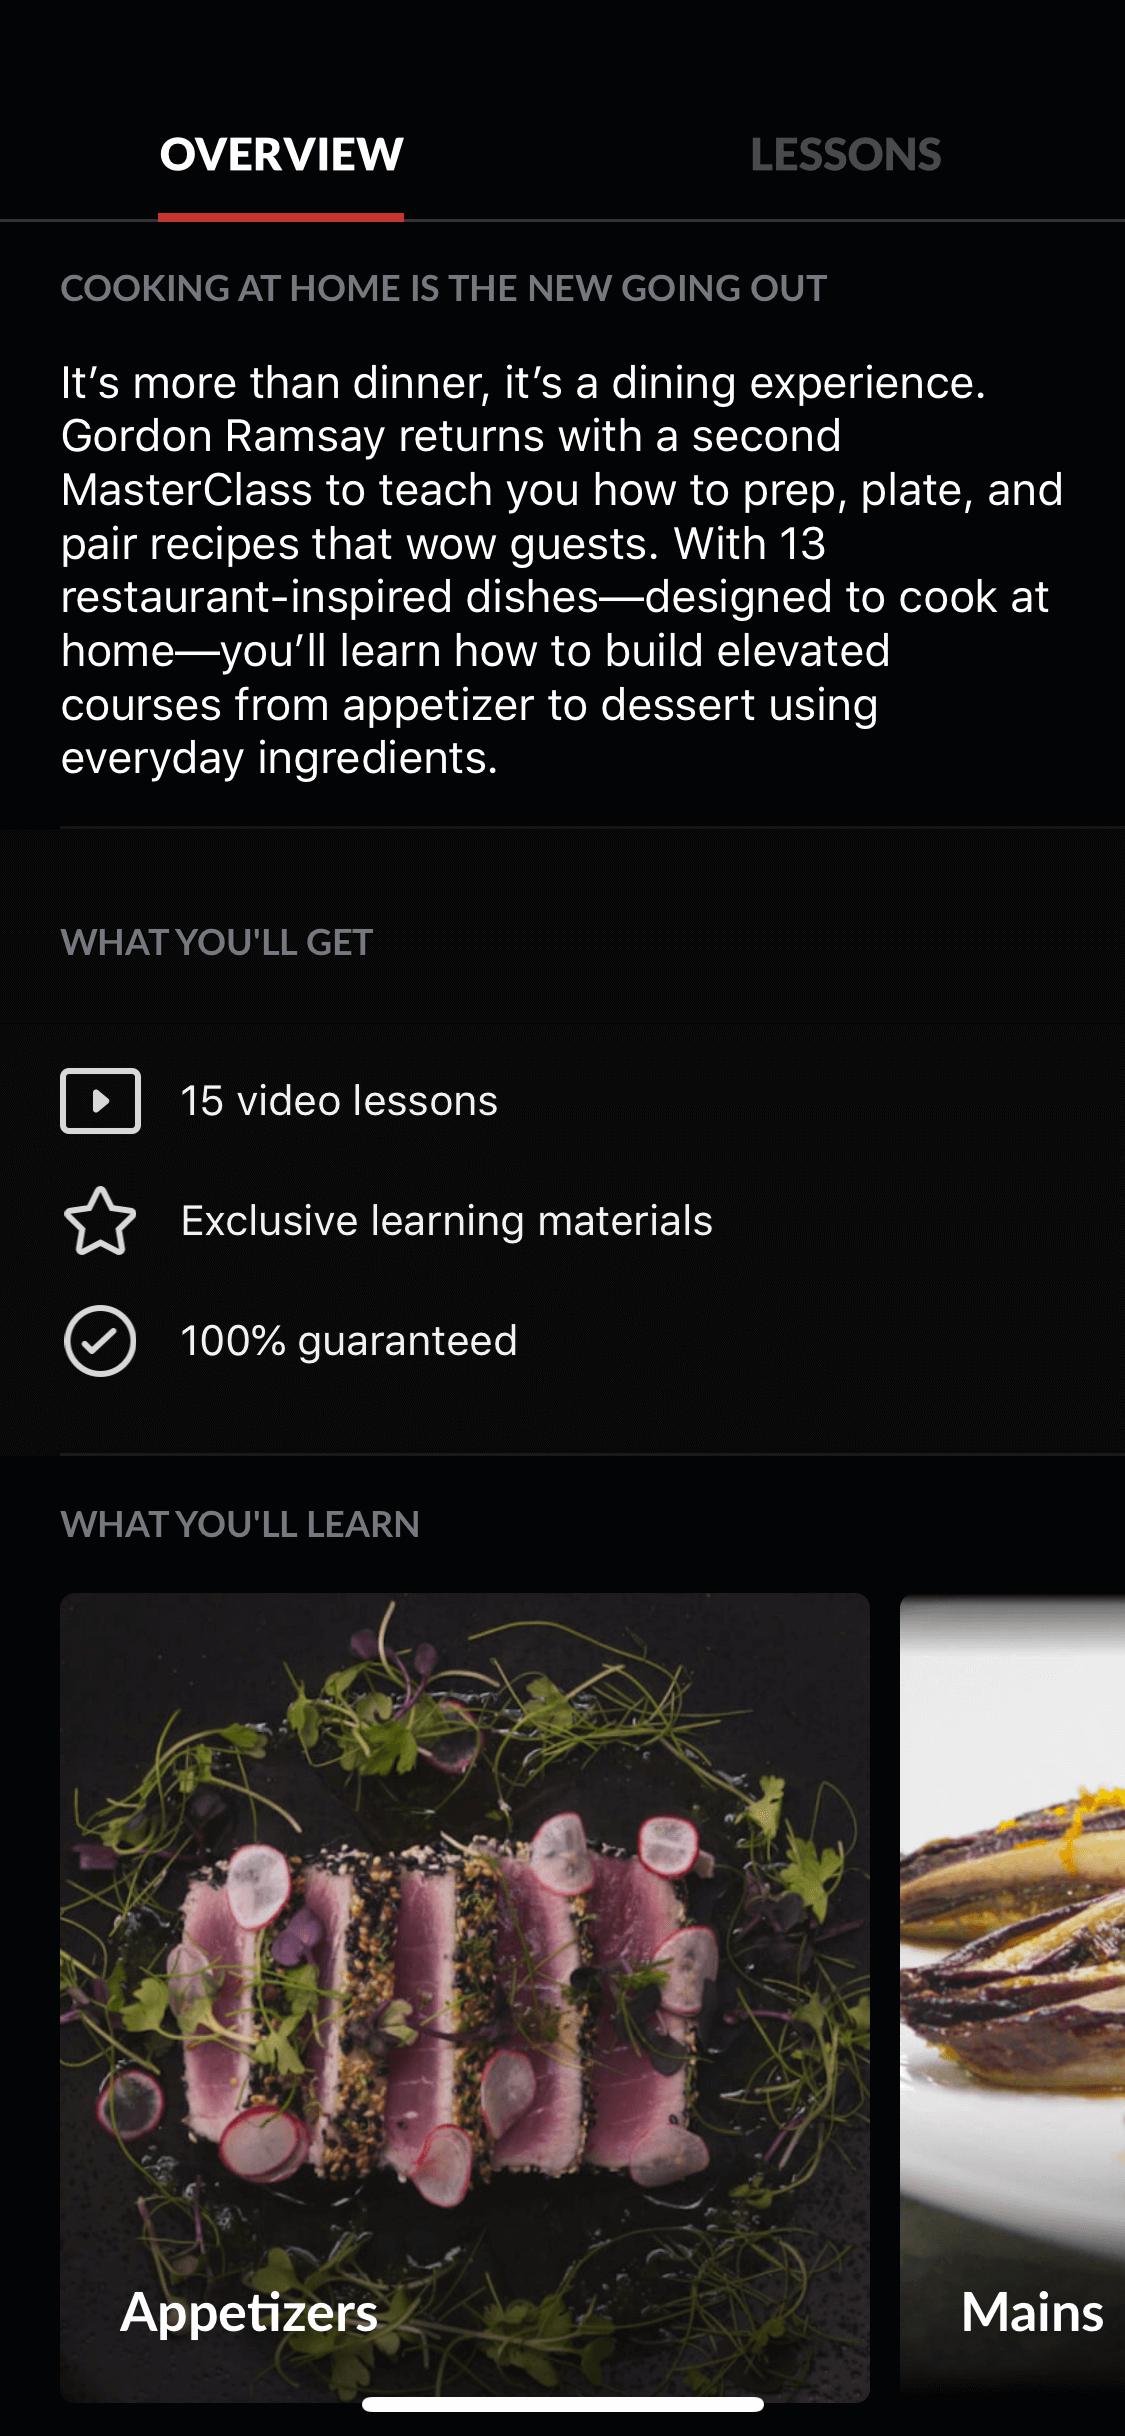 OVERVIEW
LESSONS
COOKING AT HOME IS THE NEW GOING OUT
It’s more than dinner, it’s a dining experience.
Gordon Ramsay returns with a second
MasterClass to teach you how to prep, plate, and
pair recipes that wow guests. With 13
restaurant-inspired dishes—designed to cook at
home—you’ll learn how to build elevated
courses from appetizer to dessert using
everyday ingredients.
WHAT YOU'LL GET
15 video lessons
Exclusive learning materials
100% guaranteed
WHAT YOU'LL LEARN
Appetizers
Mains